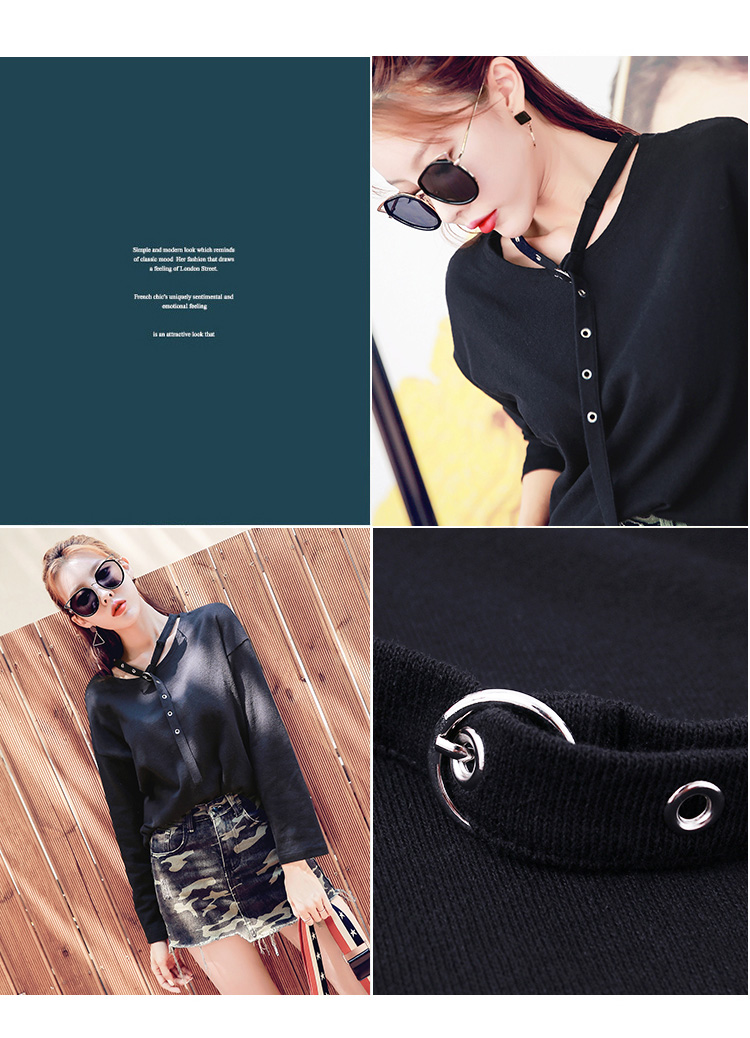 Simple and modern look which reminds
of classic mood Her fashion that draws
a feeling of London Street.
French chic's uniquely sentimental and
emotional feeling
is an attractive look that